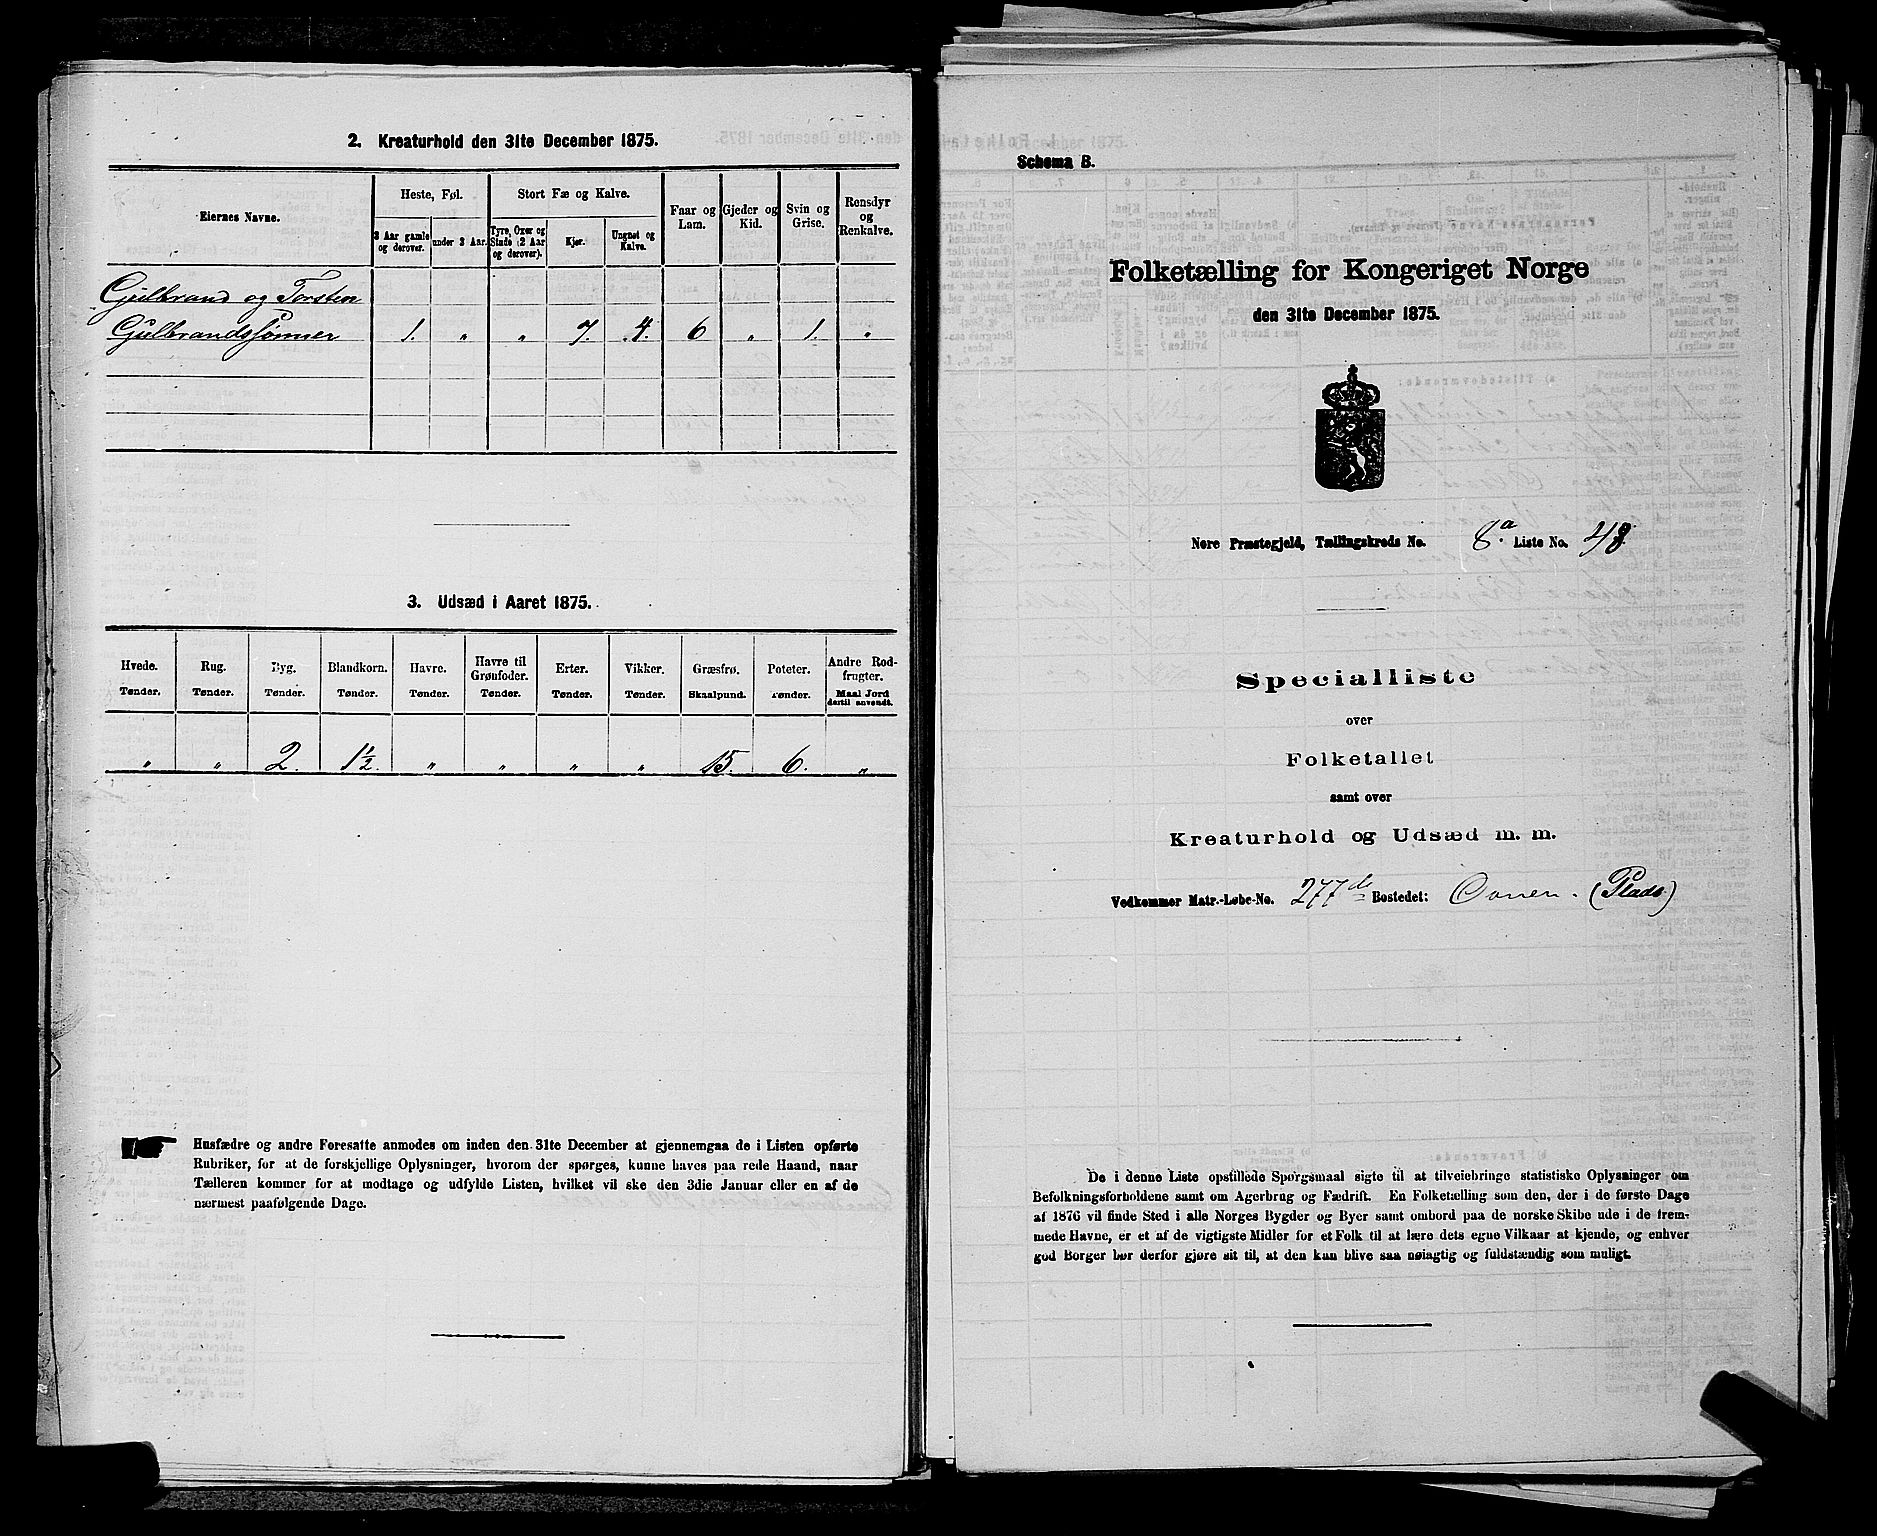 2. Kreaturhold den 31te December 1875.
Eiernes Navne.
Heste, Føl.
3 Aar gamle og derover.
under 3 Aar.
Stort Fæ og Kalve.
Tyre, Oxer og Stude (2 Aar og derover).
Kjør.
Ungnøt og Kalve.
Faar og Lam.
Gjeder og Kid.
Svin og Grise.
Rensdyr og Renkalve.
Gulbrand og Torsten
Gulbrandssønner 1. " " 7. 4. 6 " 1. "
3. Udsæd i Aaret 1875.
Hvede. Rug. Byg. Blandkorn. Havre. Havre til Grønfoder. Erter. Vikker. Græsfrø. Poteter. Andre Rodfrugter.
Tønder. Tønder. Tønder. Tønder. Tønder. Tønder. Tønder. Tønder. Skaalpund. Tønder. Maal Jord dertil anvendt.
" " 2. 1½. " " " " 15. 6. "
Husfædre og andre Foresatte anmodes om inden den 31te December at gjennemgaa de i Listen opførte
Rubriker, for at de forskjellige Oplysninger, hvorom der spørges, kunne haves paa rede Haand, naar
Tælleren kommer for at modtage og udfylde Listen, hvilket vil ske den 3die Januar eller en af de
nærmest paafølgende Dage.
Schema B.
Folketælling for Kongeriget Norge
den 31te December 1875.
Nore Præstegjeld, Tællingskreds No. 8a. Liste No. 48.
Specialliste
over
Folketallet
samt over
Kreaturhold og Udsæd m. m.
Vedkommer Matr.-Løbe-No. 277 de Bostedet: Oanen. (Plads.)
De i denne Liste opstillede Spørgsmaal sigte til at tilveiebringe statistiske Oplysninger om
Befolkningsforholdene samt om Agerbrug og Fædrift. En Folketælling som den, der i de første Dage
af 1876 vil finde Sted i alle Norges Bygder og Byer samt ombord paa de norske Skibe ude i de frem-
mede Havne, er et af de vigtigste Midler for et Folk til at lære dets egne Vilkaar at kjende, og enhver
god Borger bør derfor gjøre sit til, at den kan blive saa nøiagtig og fuldstændig som muligt.